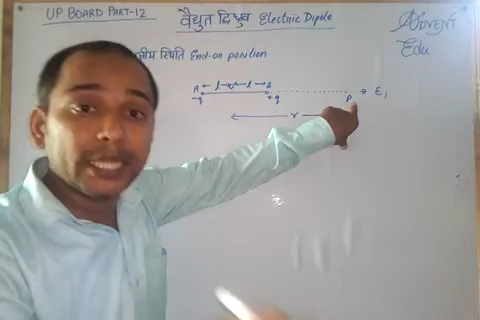 UP BOARD PART-12
वैद्युत द्विध्रुव Electric Dipole
ADVENT
Edu
स्थिति End-on position
A l l B
-q +q P E1
r